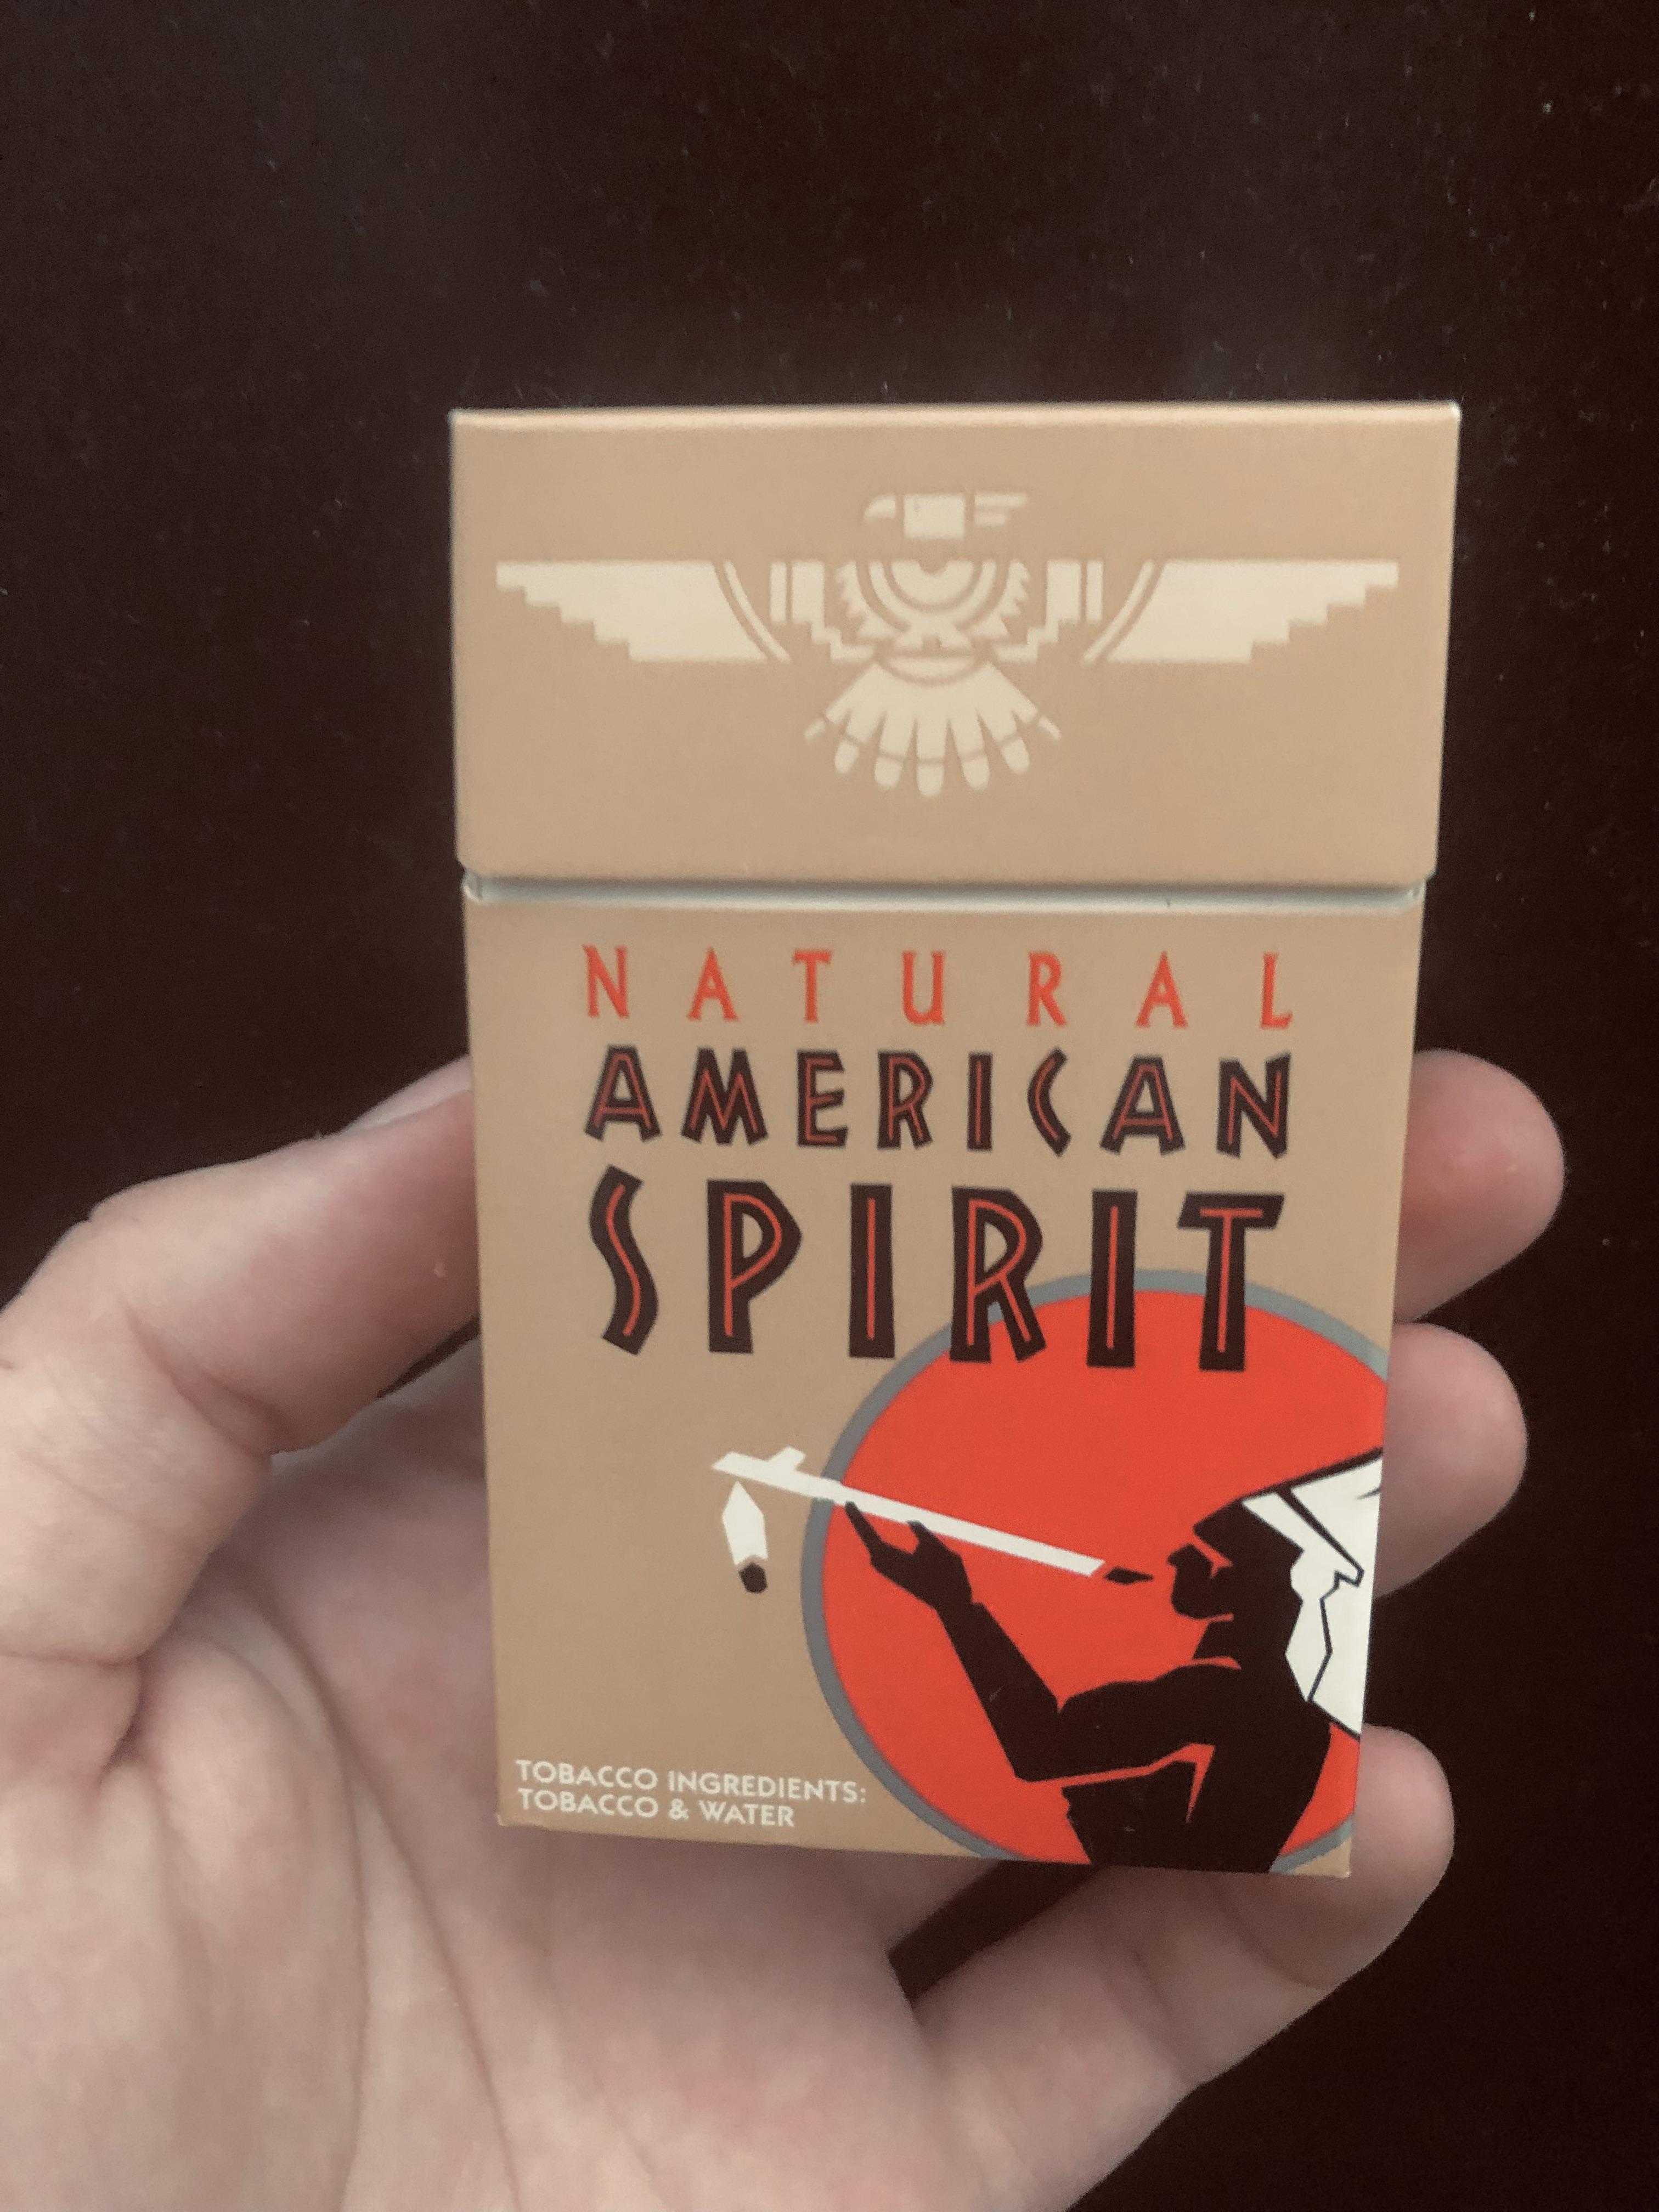 NATURAL
AMERICAN
SPIRIT
TOBACCO INGREDIENTS:
TOBACCO & WATER